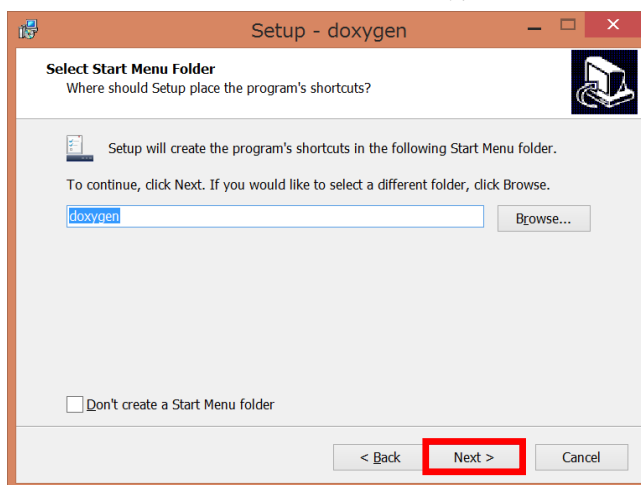 Setup - doxygen
Select Start Menu Folder
Where should Setup place the program's shortcuts?
Setup will create the program's shortcuts in the following Start Menu folder.
To continue, click Next. If you would like to select a different folder, click Browse.
doxygen
Browse...
Don't create a Start Menu folder
< Back
Next >
Cancel